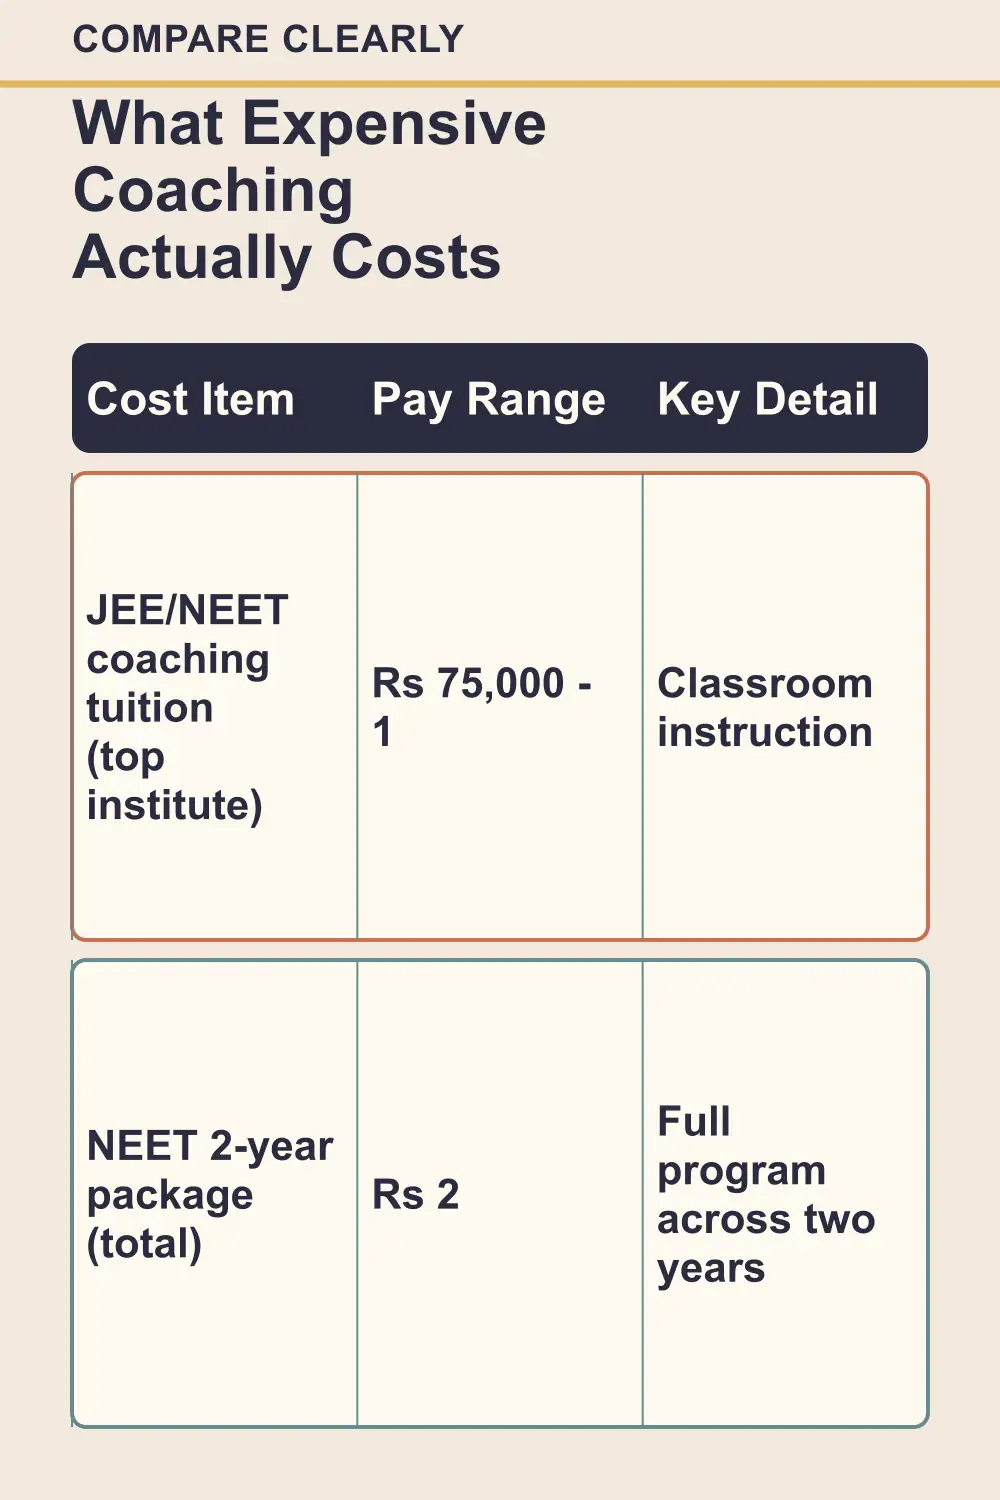 COMPARE CLEARLY
What Expensive
Coaching
Actually Costs
Cost Item
Pay Range
Key Detail
JEE/NEET
coaching
tuition
(top
institute)
Rs 75,000 -
1
Classroom
instruction
NEET 2-year
package
(total)
Rs 2
Full
program
across two
years